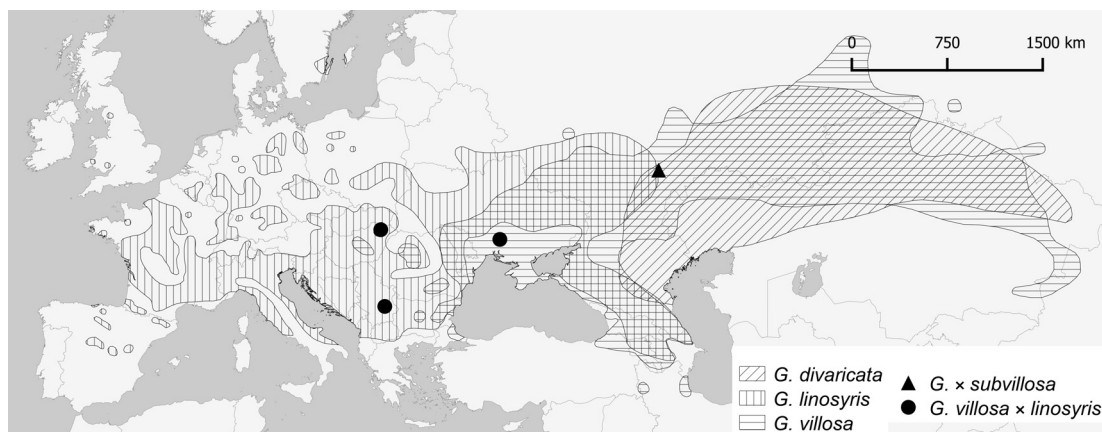 0 750 1500 km
G. divaricata
G. linosyris
G. villosa
G. × subvillosa
G. villosa × linosyris